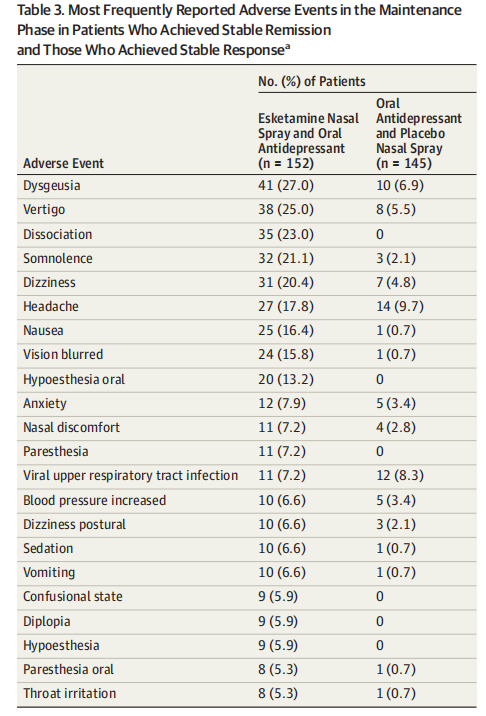 Table 3. Most Frequently Reported Adverse Events in the Maintenance
Phase in Patients Who Achieved Stable Remission
and Those Who Achieved Stable Responseᵃ
No. (%) of Patients
Adverse Event
Esketamine Nasal
Spray and Oral
Antidepressant
(n = 152)
Oral
Antidepressant
and Placebo
Nasal Spray
(n = 145)
Dysgeusia 41 (27.0) 10 (6.9)
Vertigo 38 (25.0) 8 (5.5)
Dissociation 35 (23.0) 0
Somnolence 32 (21.1) 3 (2.1)
Dizziness 31 (20.4) 7 (4.8)
Headache 27 (17.8) 14 (9.7)
Nausea 25 (16.4) 1 (0.7)
Vision blurred 24 (15.8) 1 (0.7)
Hypoesthesia oral 20 (13.2) 0
Anxiety 12 (7.9) 5 (3.4)
Nasal discomfort 11 (7.2) 4 (2.8)
Paresthesia 11 (7.2) 0
Viral upper respiratory tract infection 11 (7.2) 12 (8.3)
Blood pressure increased 10 (6.6) 5 (3.4)
Dizziness postural 10 (6.6) 3 (2.1)
Sedation 10 (6.6) 1 (0.7)
Vomiting 10 (6.6) 1 (0.7)
Confusional state 9 (5.9) 0
Diplopia 9 (5.9) 0
Hypoesthesia 9 (5.9) 0
Paresthesia oral 8 (5.3) 1 (0.7)
Throat irritation 8 (5.3) 1 (0.7)